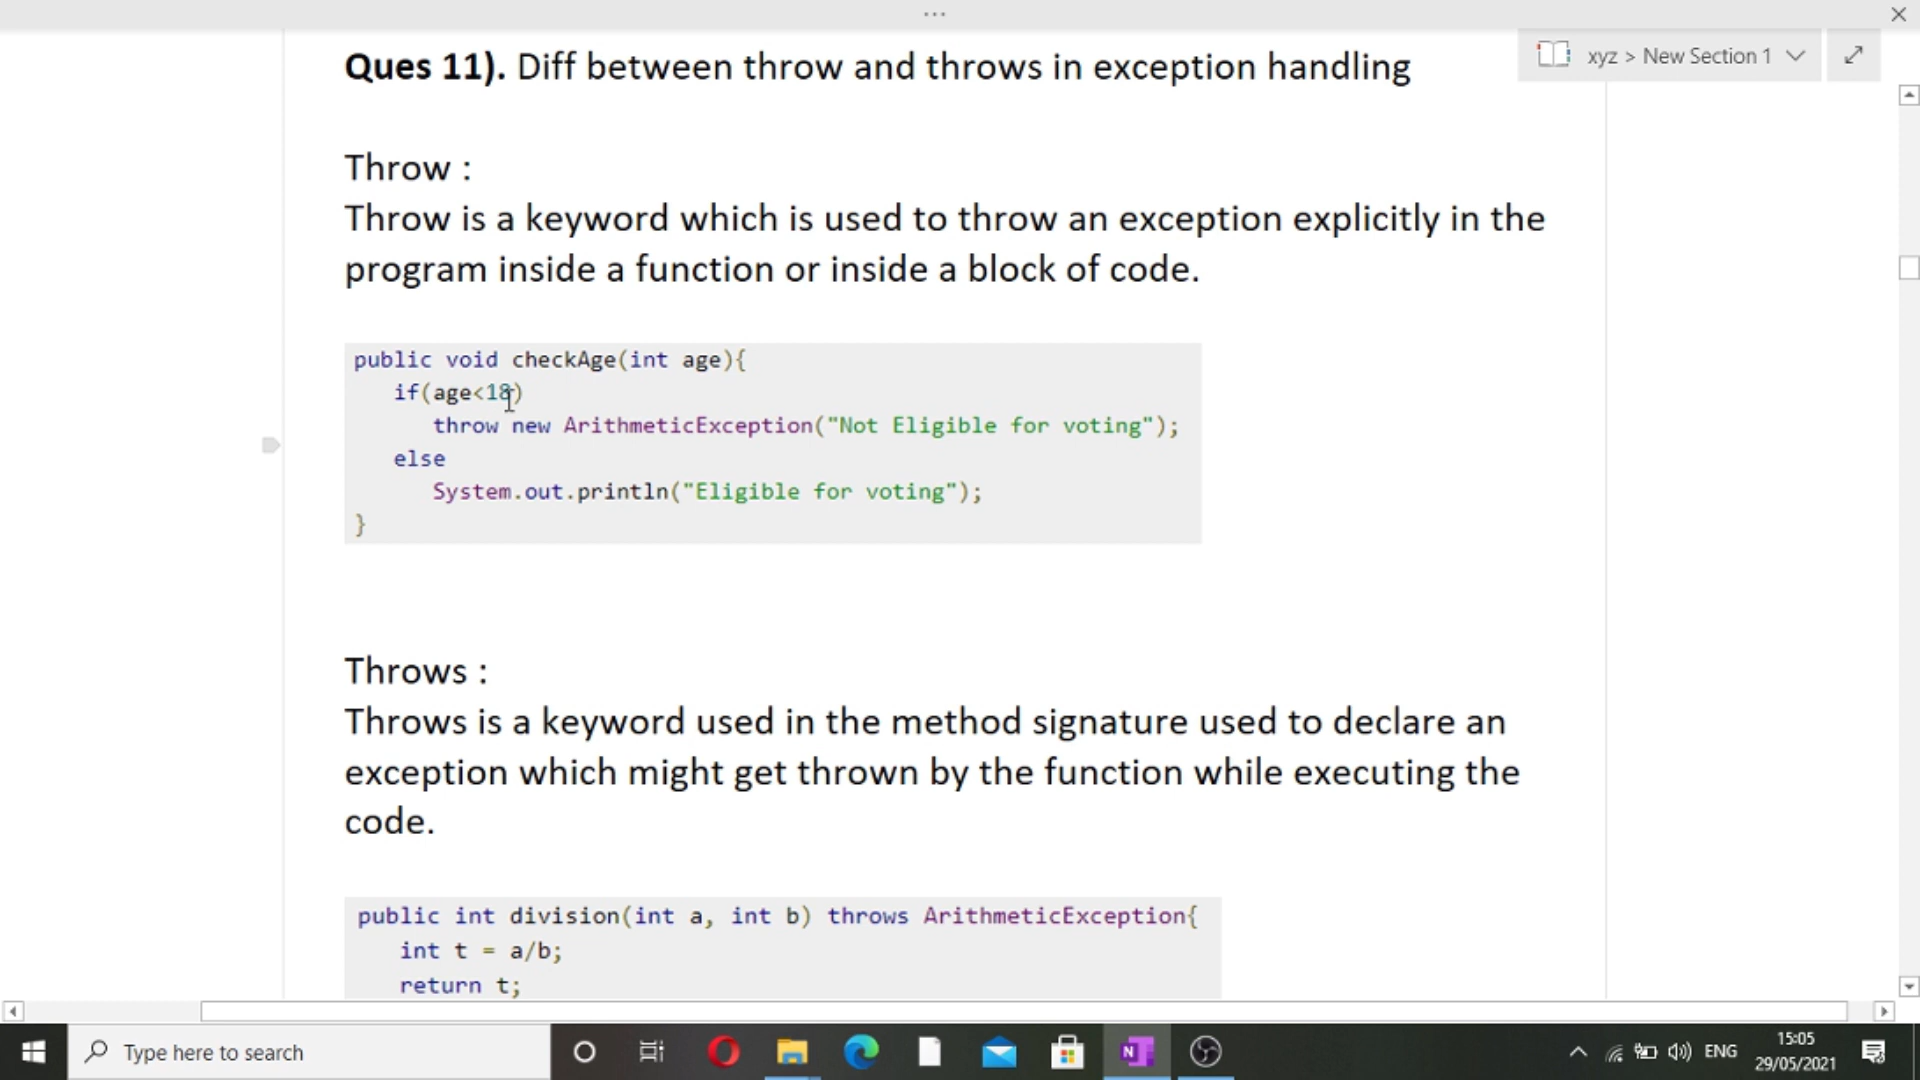 Ques 11). Diff between throw and throws in exception handling
xyz > New Section 1
Throw :
Throw is a keyword which is used to throw an exception explicitly in the
program inside a function or inside a block of code.
public void checkAge(int age){
if(age<18)
throw new ArithmeticException("Not Eligible for voting");
else
System.out.println("Eligible for voting");
}
Throws :
Throws is a keyword used in the method signature used to declare an
exception which might get thrown by the function while executing the
code.
public int division(int a, int b) throws ArithmeticException{
int t = a/b;
return t;
Type here to search
N
ENG
15:05
29/05/2021